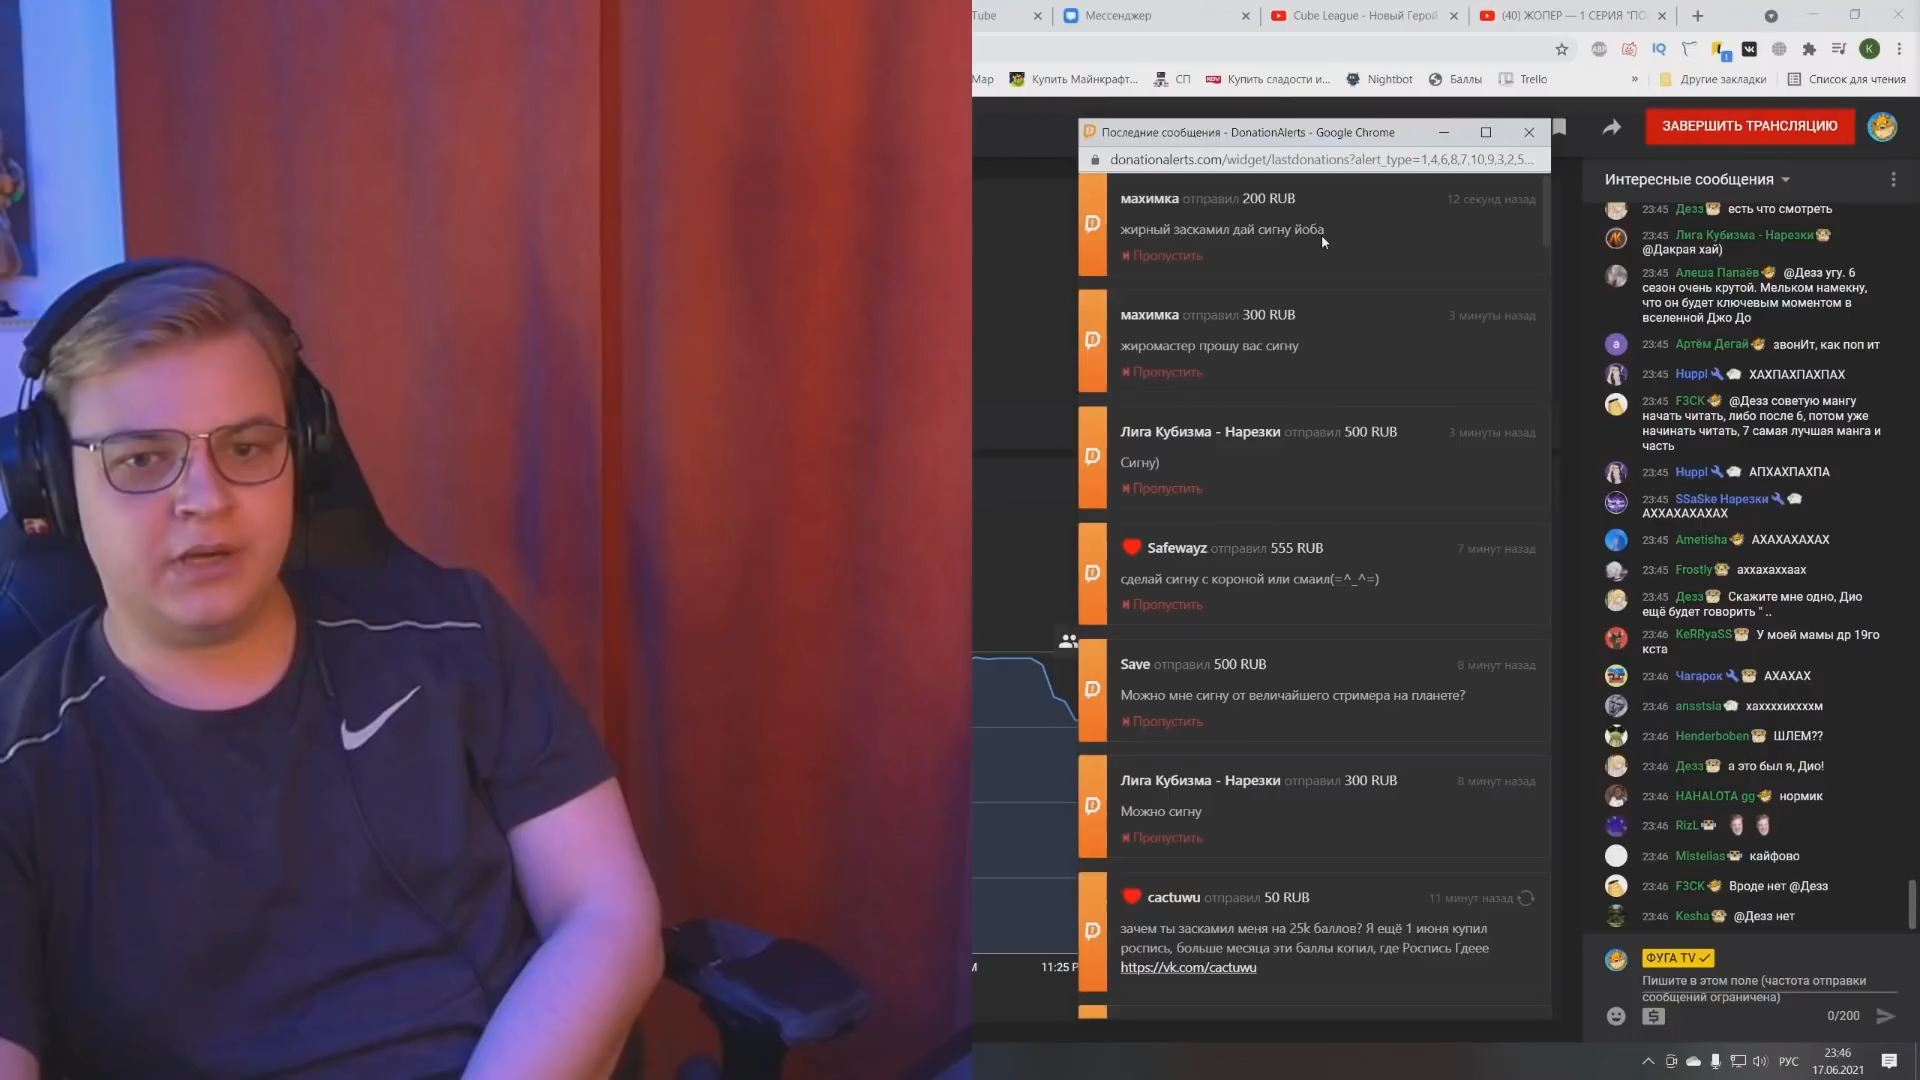 Tube
Мессенджер
Cube League - Новый Герой
(40) ЖОПЕР — 1 СЕРИЯ "ПО
ABP
IQ
K
Мар
Купить Майнкрафт...
СП
KDV
Купить сладости и...
Nightbot
Баллы
Trello
»
Другие закладки
Список для чтения
Последние сообщения - DonationAlerts - Google Chrome
donationalerts.com/widget/lastdonations?alert_type=1,4,6,8,7,10,9,3,2,5...
ЗАВЕРШИТЬ ТРАНСЛЯЦИЮ
махимка отправил 200 RUB
12 секунд назад
жирный заскамил дай сигну йоба
Пропустить
махимка отправил 300 RUB
3 минуты назад
жиромастер прошу вас сигну
Пропустить
Лига Кубизма - Нарезки отправил 500 RUB
3 минуты назад
Сигну)
Пропустить
Safewayz отправил 555 RUB
7 минут назад
сделай сигну с короной или смаил(=^_^=)
Пропустить
Save отправил 500 RUB
8 минут назад
Можно мне сигну от величайшего стримера на планете?
Пропустить
Лига Кубизма - Нарезки отправил 300 RUB
8 минут назад
Можно сигну
Пропустить
cactuwu отправил 50 RUB
11 минут назад
зачем ты заскамил меня на 25k баллов? Я ещё 1 июня купил
роспись, больше месяца эти баллы копил, где Роспись Гдеее
https://vk.com/cactuwu
11:25 P
Интересные сообщения
23:45 Дезз есть что смотреть
23:45 Лига Кубизма - Нарезки
@Дакрая хай)
23:45 Алеша Папаёв @Дезз угу. 6
сезон очень крутой. Мельком намекну,
что он будет ключевым моментом в
вселенной Джо До
23:45 Артём Дегай звонИт, как поп ит
23:45 Huppl ХАХПАХПАХПАХ
23:45 F3CK @Дезз советую мангу
начать читать, либо после 6, потом уже
начинать читать, 7 самая лучшая манга и
часть
23:45 Huppl АПХАХПАХПА
23:45 SSaSke Нарезки
АХХАХАХАХАХ
23:45 Ametisha АХАХАХАХАХ
23:45 Frostly аххахаххаах
23:45 Дезз Скажите мне одно, Дио
ещё будет говорить " ..
23:46 KeRRyaSS У моей мамы др 19го
кста
23:46 Чагарок АХАХАХ
23:46 ansstsia хаххххихххм
23:46 Henderboben ШЛЕМ??
23:46 Дезз а это был я, Дио!
23:46 HAHALOTA gg нормик
23:46 RizL
23:46 Mistelias кайфово
23:46 F3CK Вроде нет @Дезз
23:46 Kesha @Дезз нет
ФУГА TV
Пишите в этом поле (частота отправки
сообщений ограничена)
0/200
РУС
23:46
17.06.2021